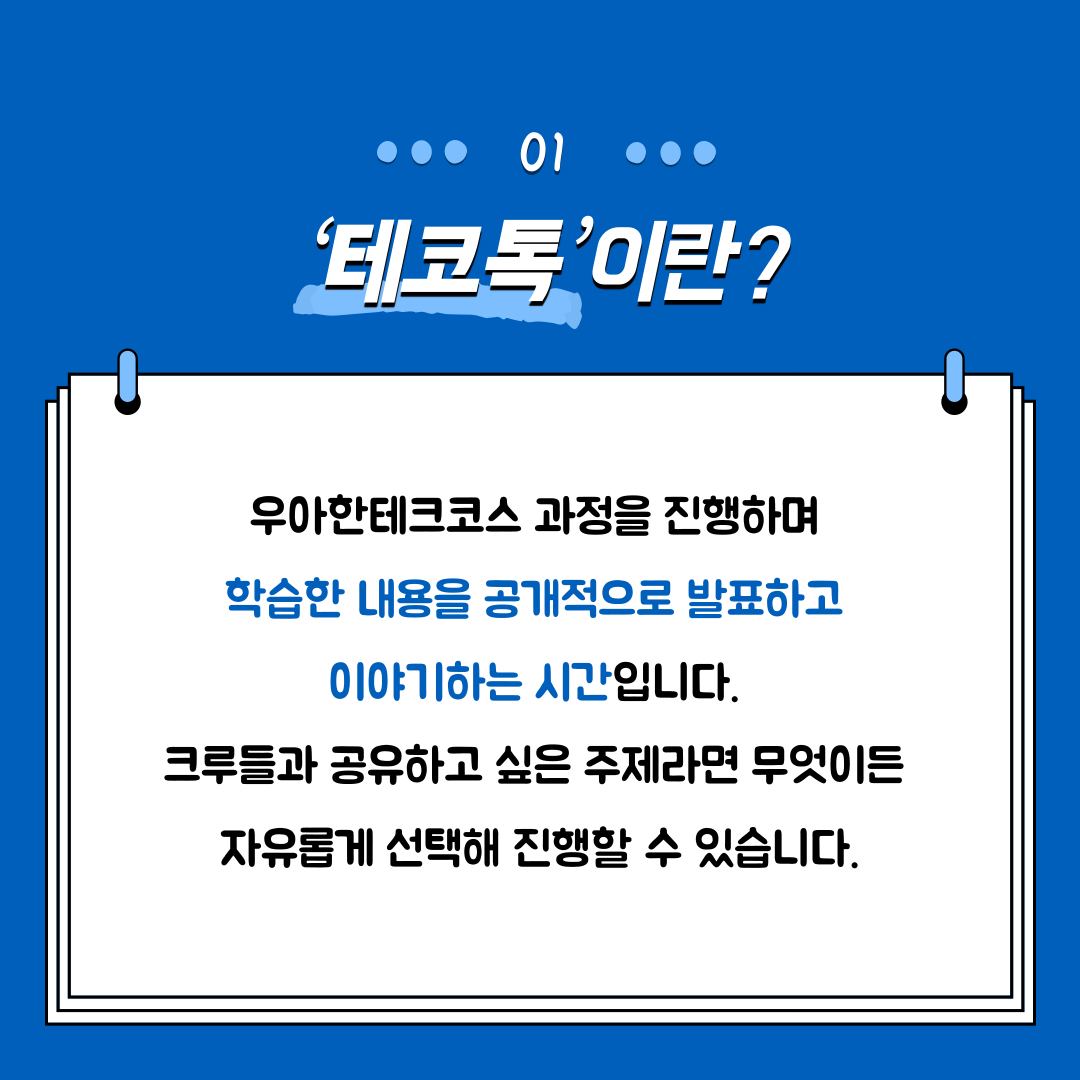 01
‘테코톡’이란?
우아한테크코스 과정을 진행하며
학습한 내용을 공개적으로 발표하고
이야기하는 시간입니다.
크루들과 공유하고 싶은 주제라면 무엇이든
자유롭게 선택해 진행할 수 있습니다.